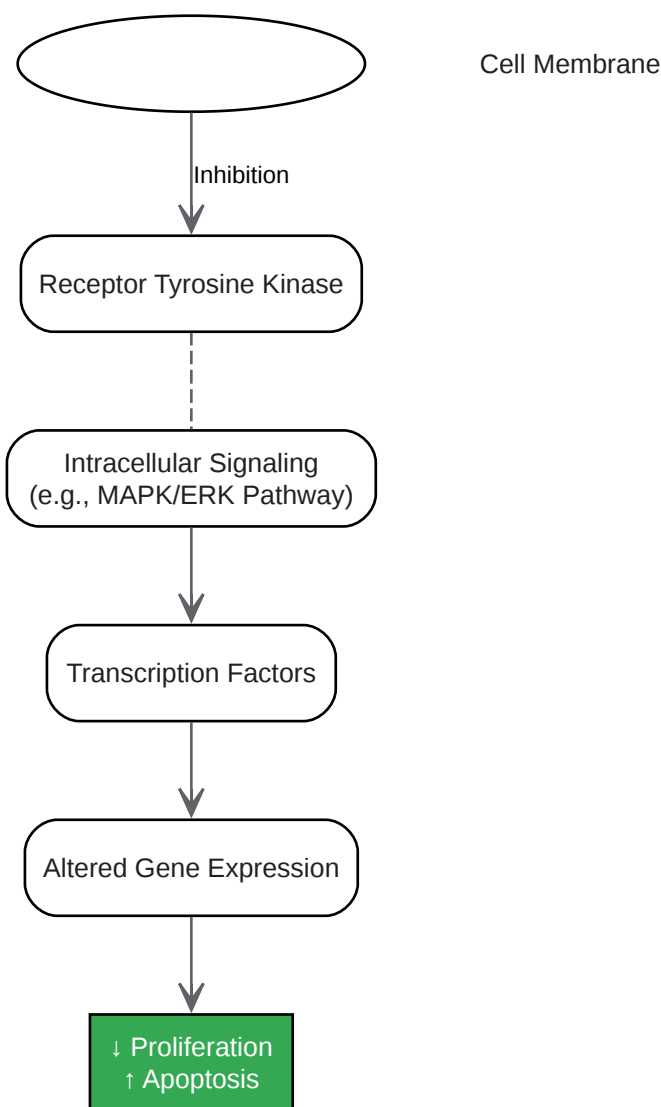 Cell Membrane
Inhibition
Receptor Tyrosine Kinase
Intracellular Signaling
(e.g., MAPK/ERK Pathway)
Transcription Factors
Altered Gene Expression
↓ Proliferation
↑ Apoptosis